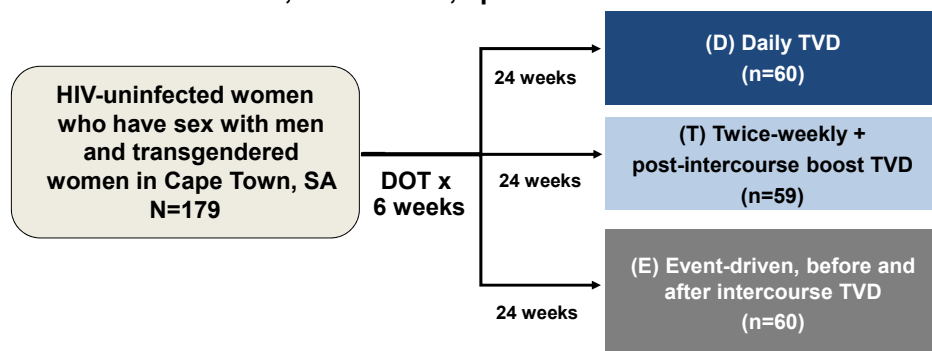 HIV-uninfected women
who have sex with men
and transgendered
women in Cape Town, SA
N=179
DOT x
6 weeks
24 weeks
(D) Daily TVD
(n=60)
24 weeks
(T) Twice-weekly +
post-intercourse boost TVD
(n=59)
24 weeks
(E) Event-driven, before and
after intercourse TVD
(n=60)